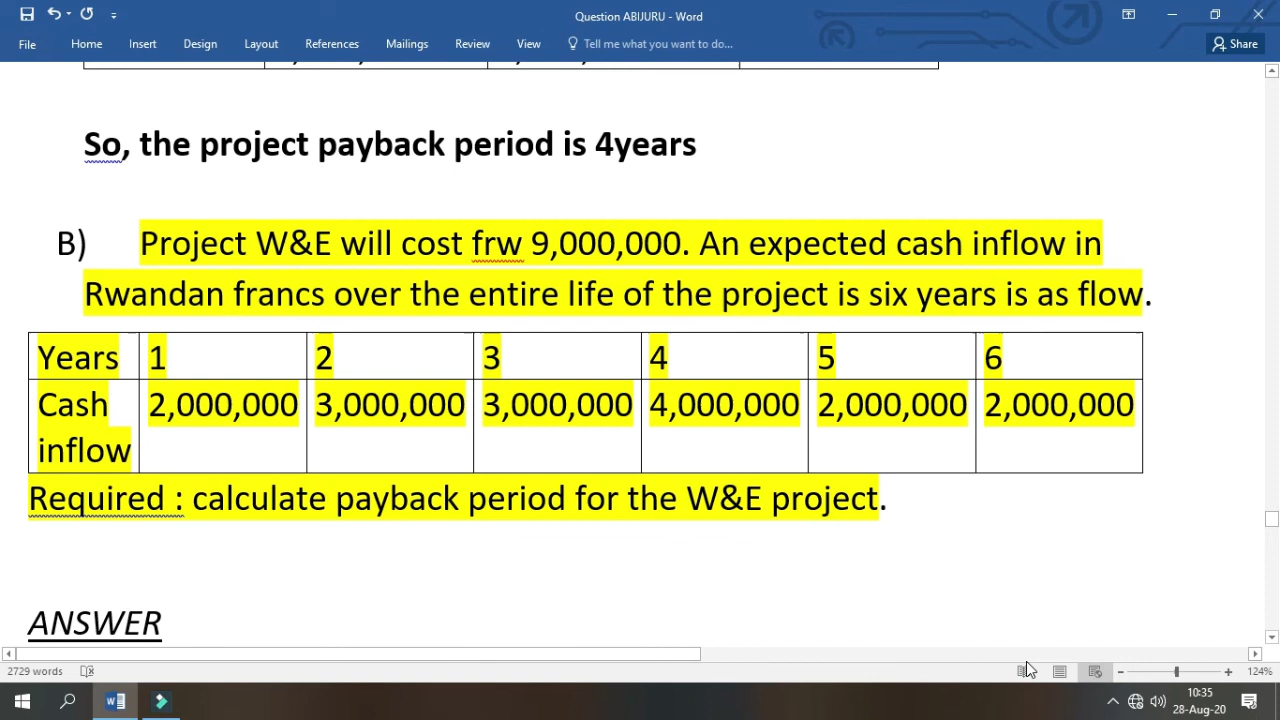 Question ABIJURU - Word
File Home Insert Design Layout References Mailings Review View Tell me what you want to do... Share
So, the project payback period is 4years
B) Project W&E will cost frw 9,000,000. An expected cash inflow in
Rwandan francs over the entire life of the project is six years is as flow.
Years 1 2 3 4 5 6
Cash 2,000,000 3,000,000 3,000,000 4,000,000 2,000,000 2,000,000
inflow
Required : calculate payback period for the W&E project.
ANSWER
2729 words 124%
10:35
28-Aug-20